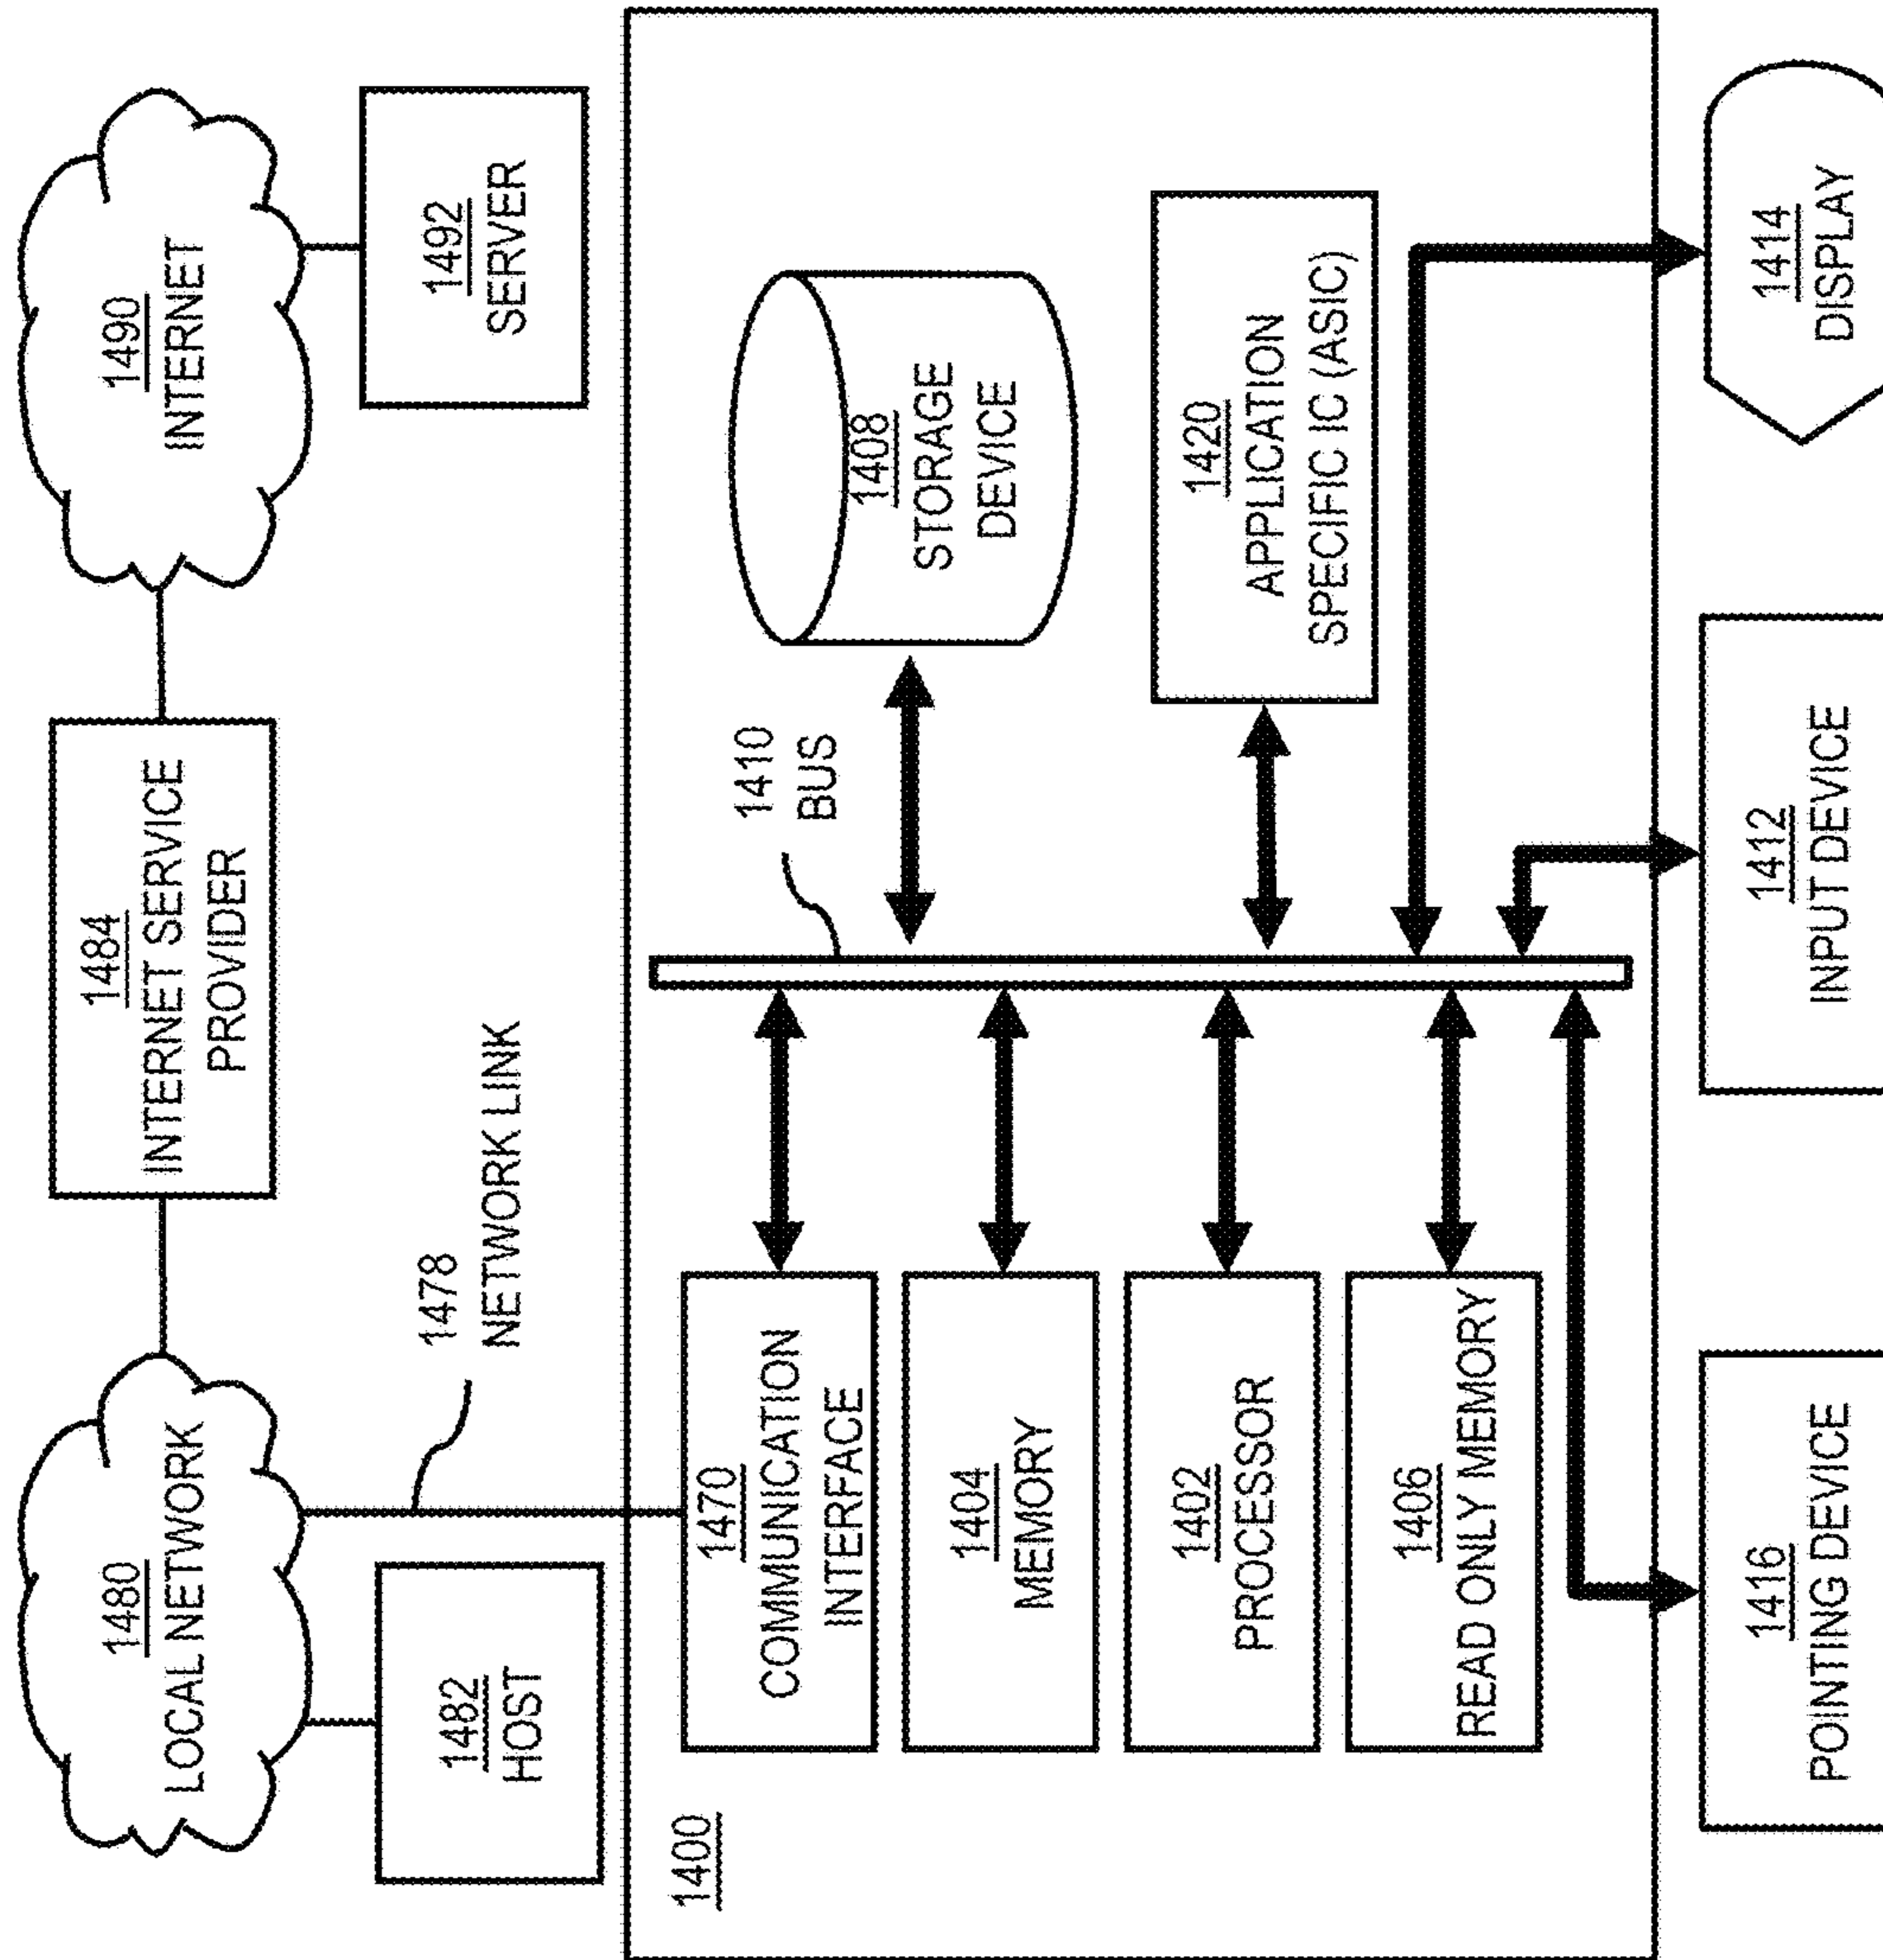 1480
LOCAL NETWORK
1484
INTERNET SERVICE
PROVIDER
1490
INTERNET
1482
HOST
1478
NETWORK LINK
1492
SERVER
1400
1470
COMMUNICATION
INTERFACE
1410
BUS
1408
STORAGE
DEVICE
1404
MEMORY
1402
PROCESSOR
1420
APPLICATION
SPECIFIC IC (ASIC)
1406
READ ONLY MEMORY
1416
POINTING DEVICE
1412
INPUT DEVICE
1414
DISPLAY